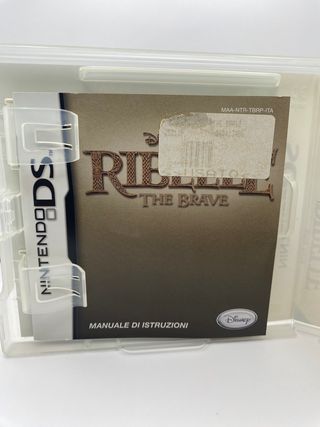 MAA-NTR-TBRP-ITA
RIBELLE
THE BRAVE
NINTENDO DS
MANUALE DI ISTRUZIONI
Disney